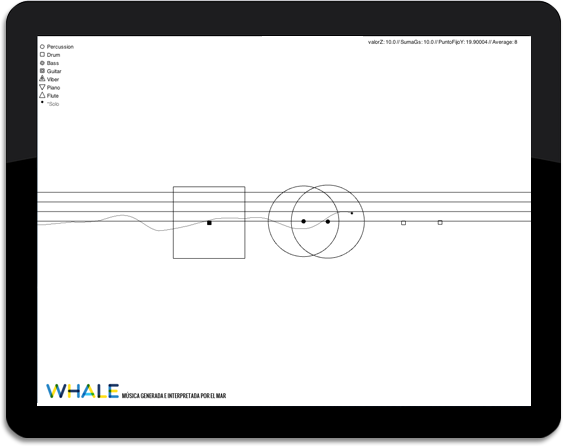 valorZ: 10.0 // SumaGs: 10.0 // PuntoFijoY: 19.90004 // Average: 8
Percussion
Drum
Bass
Guitar
Viber
Piano
Flute
*Solo
WHALE MÚSICA GENERADA E INTERPRETADA POR EL MAR